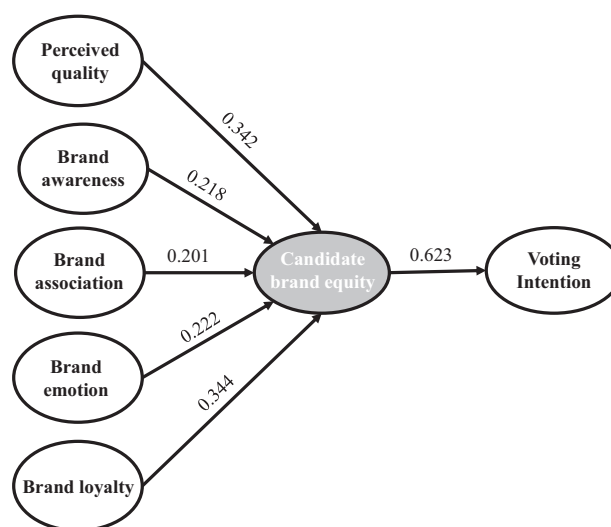 Perceived
quality
0.342
Brand
awareness
0.218
Brand
association
0.201
Candidate
brand equity
0.623
Voting
Intention
Brand
emotion
0.222
Brand loyalty
0.344